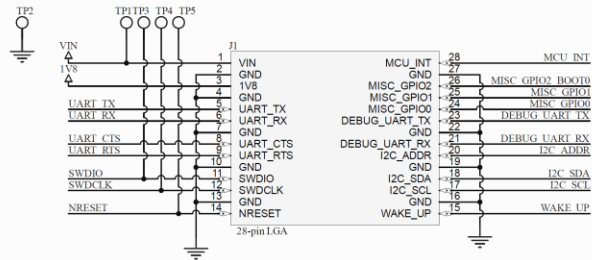 TP2
TP1 TP3 TP4 TP5
VIN
1V8
J1
1 VIN
2 GND
3 1V8
4 GND
UART_TX 5 UART_TX
UART_RX 6 UART_RX
7 GND
UART_CTS 8 UART_CTS
UART_RTS 9 UART_RTS
10 GND
SWDIO 11 SWDIO
SWDCLK 12 SWDCLK
13 GND
NRESET 14 NRESET
MCU_INT 28 MCU_INT
GND 27
MISC_GPIO2 26 MISC_GPIO2_BOOT0
MISC_GPIO1 25 MISC_GPIO1
MISC_GPIO0 24 MISC_GPIO0
DEBUG_UART_TX 23 DEBUG_UART_TX
GND 22
DEBUG_UART_RX 21 DEBUG_UART_RX
I2C_ADDR 20 I2C_ADDR
GND 19
I2C_SDA 18 I2C_SDA
I2C_SCL 17 I2C_SCL
GND 16
WAKE_UP 15 WAKE_UP
28-pin LGA